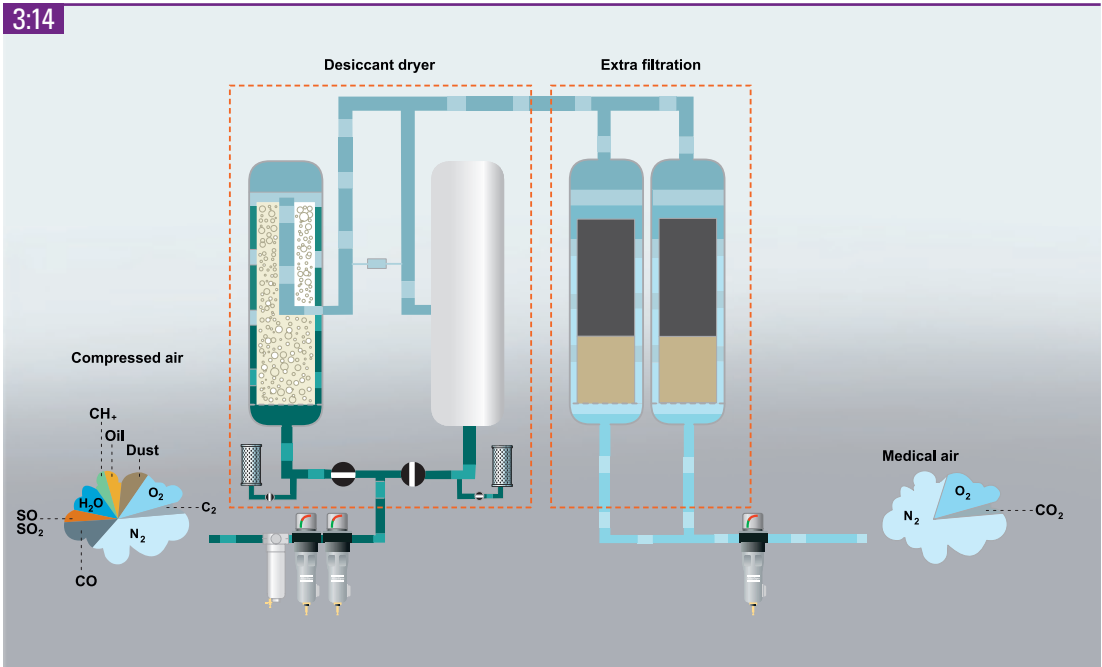 3:14
Desiccant dryer
Extra filtration
Compressed air
CH+
Oil
Dust
H2O
O2
C2
SO
SO2
N2
CO
Medical air
O2
N2
CO2